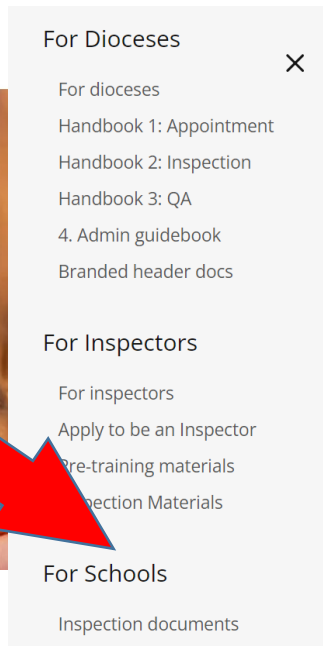 For Dioceses
For dioceses
Handbook 1: Appointment
Handbook 2: Inspection
Handbook 3: QA
4. Admin guidebook
Branded header docs
For Inspectors
For inspectors
Apply to be an Inspector
Pre-training materials
Inspection Materials
For Schools
Inspection documents